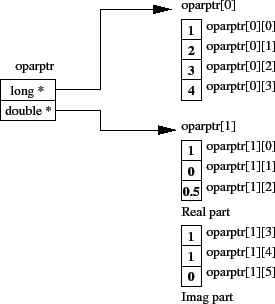 oparptr[0]
1 oparptr[0][0]
2 oparptr[0][1]
3 oparptr[0][2]
4 oparptr[0][3]
oparptr
long *
double *
oparptr[1]
1 oparptr[1][0]
0 oparptr[1][1]
0.5 oparptr[1][2]
Real part
1 oparptr[1][3]
1 oparptr[1][4]
0 oparptr[1][5]
Imag part